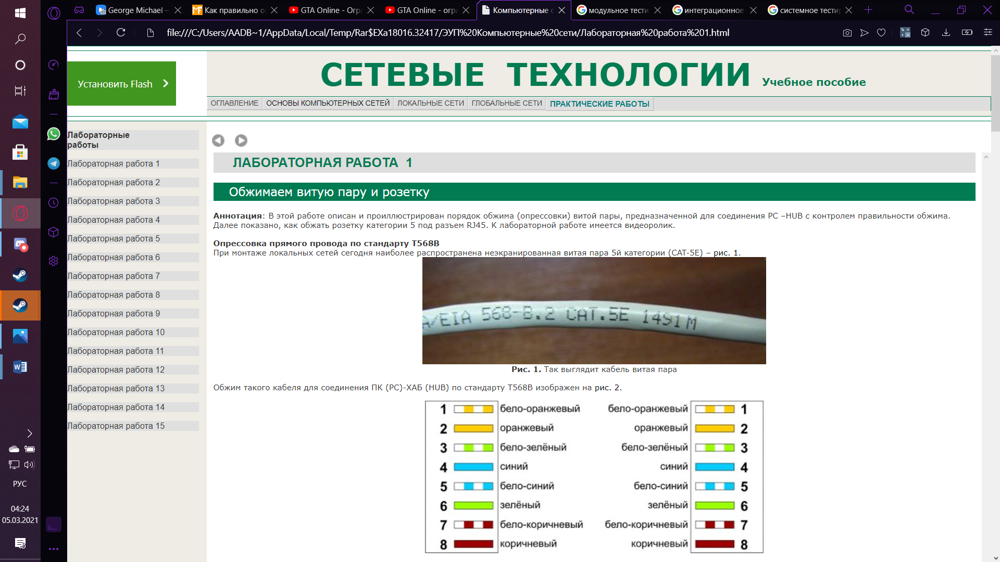 George Michael –
Как правильно о
GTA Online - Огра
GTA Online - огра
Компьютерные с
модульное тести
интеграционное
системное тести
file:///C:/Users/AADB~1/AppData/Local/Temp/Rar$EXa18016.32417/ЭУП%20Компьютерные%20сети/Лабораторная%20работа%201.html
Установить Flash
СЕТЕВЫЕ ТЕХНОЛОГИИ Учебное пособие
ОГЛАВЛЕНИЕ
ОСНОВЫ КОМПЬЮТЕРНЫХ СЕТЕЙ
ЛОКАЛЬНЫЕ СЕТИ
ГЛОБАЛЬНЫЕ СЕТИ
ПРАКТИЧЕСКИЕ РАБОТЫ
Лабораторные
работы
Лабораторная работа 1
Лабораторная работа 2
Лабораторная работа 3
Лабораторная работа 4
Лабораторная работа 5
Лабораторная работа 6
Лабораторная работа 7
Лабораторная работа 8
Лабораторная работа 9
Лабораторная работа 10
Лабораторная работа 11
Лабораторная работа 12
Лабораторная работа 13
Лабораторная работа 14
Лабораторная работа 15
ЛАБОРАТОРНАЯ РАБОТА 1
Обжимаем витую пару и розетку
Аннотация: В этой работе описан и проиллюстрирован порядок обжима (опрессовки) витой пары, предназначенной для соединения PC –HUB с контролем правильности обжима.
Далее показано, как обжать розетку категории 5 под разъем RJ45. К лабораторной работе имеется видеоролик.
Опрессовка прямого провода по стандарту T568B
При монтаже локальных сетей сегодня наиболее распространена неэкранированная витая пара 5й категории (CAT-5E) – рис. 1.
A/EIA 568-B.2 CAT.5E 1491M
Рис. 1. Так выглядит кабель витая пара
Обжим такого кабеля для соединения ПК (PC)-ХАБ (HUB) по стандарту T568B изображен на рис. 2.
1 бело-оранжевый бело-оранжевый 1
2 оранжевый оранжевый 2
3 бело-зелёный бело-зелёный 3
4 синий синий 4
5 бело-синий бело-синий 5
6 зелёный зелёный 6
7 бело-коричневый бело-коричневый 7
8 коричневый коричневый 8
РУС
04:24
05.03.2021